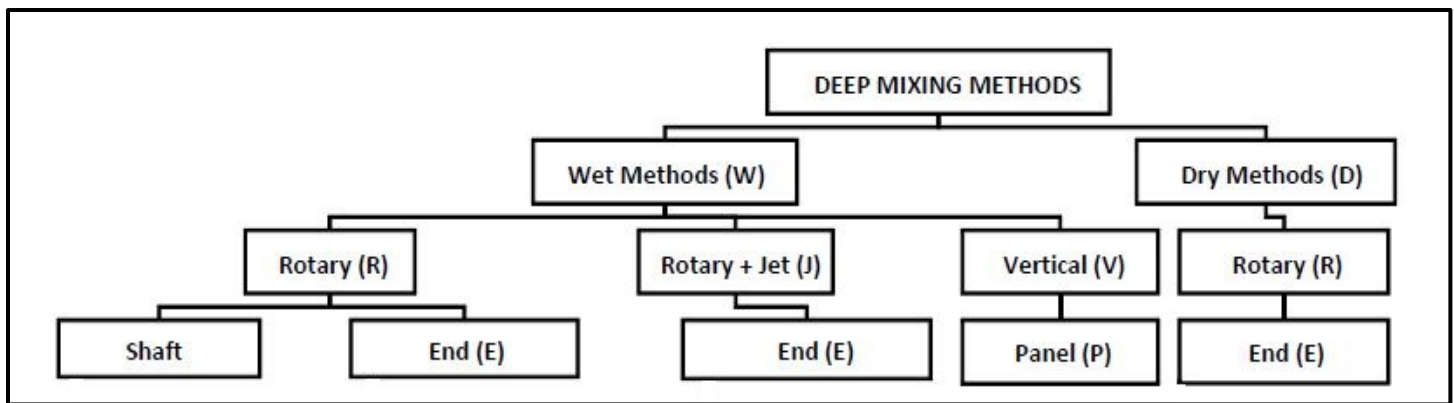 DEEP MIXING METHODS
Wet Methods (W)
Dry Methods (D)
Rotary (R)
Rotary + Jet (J)
Vertical (V)
Rotary (R)
Shaft
End (E)
End (E)
Panel (P)
End (E)